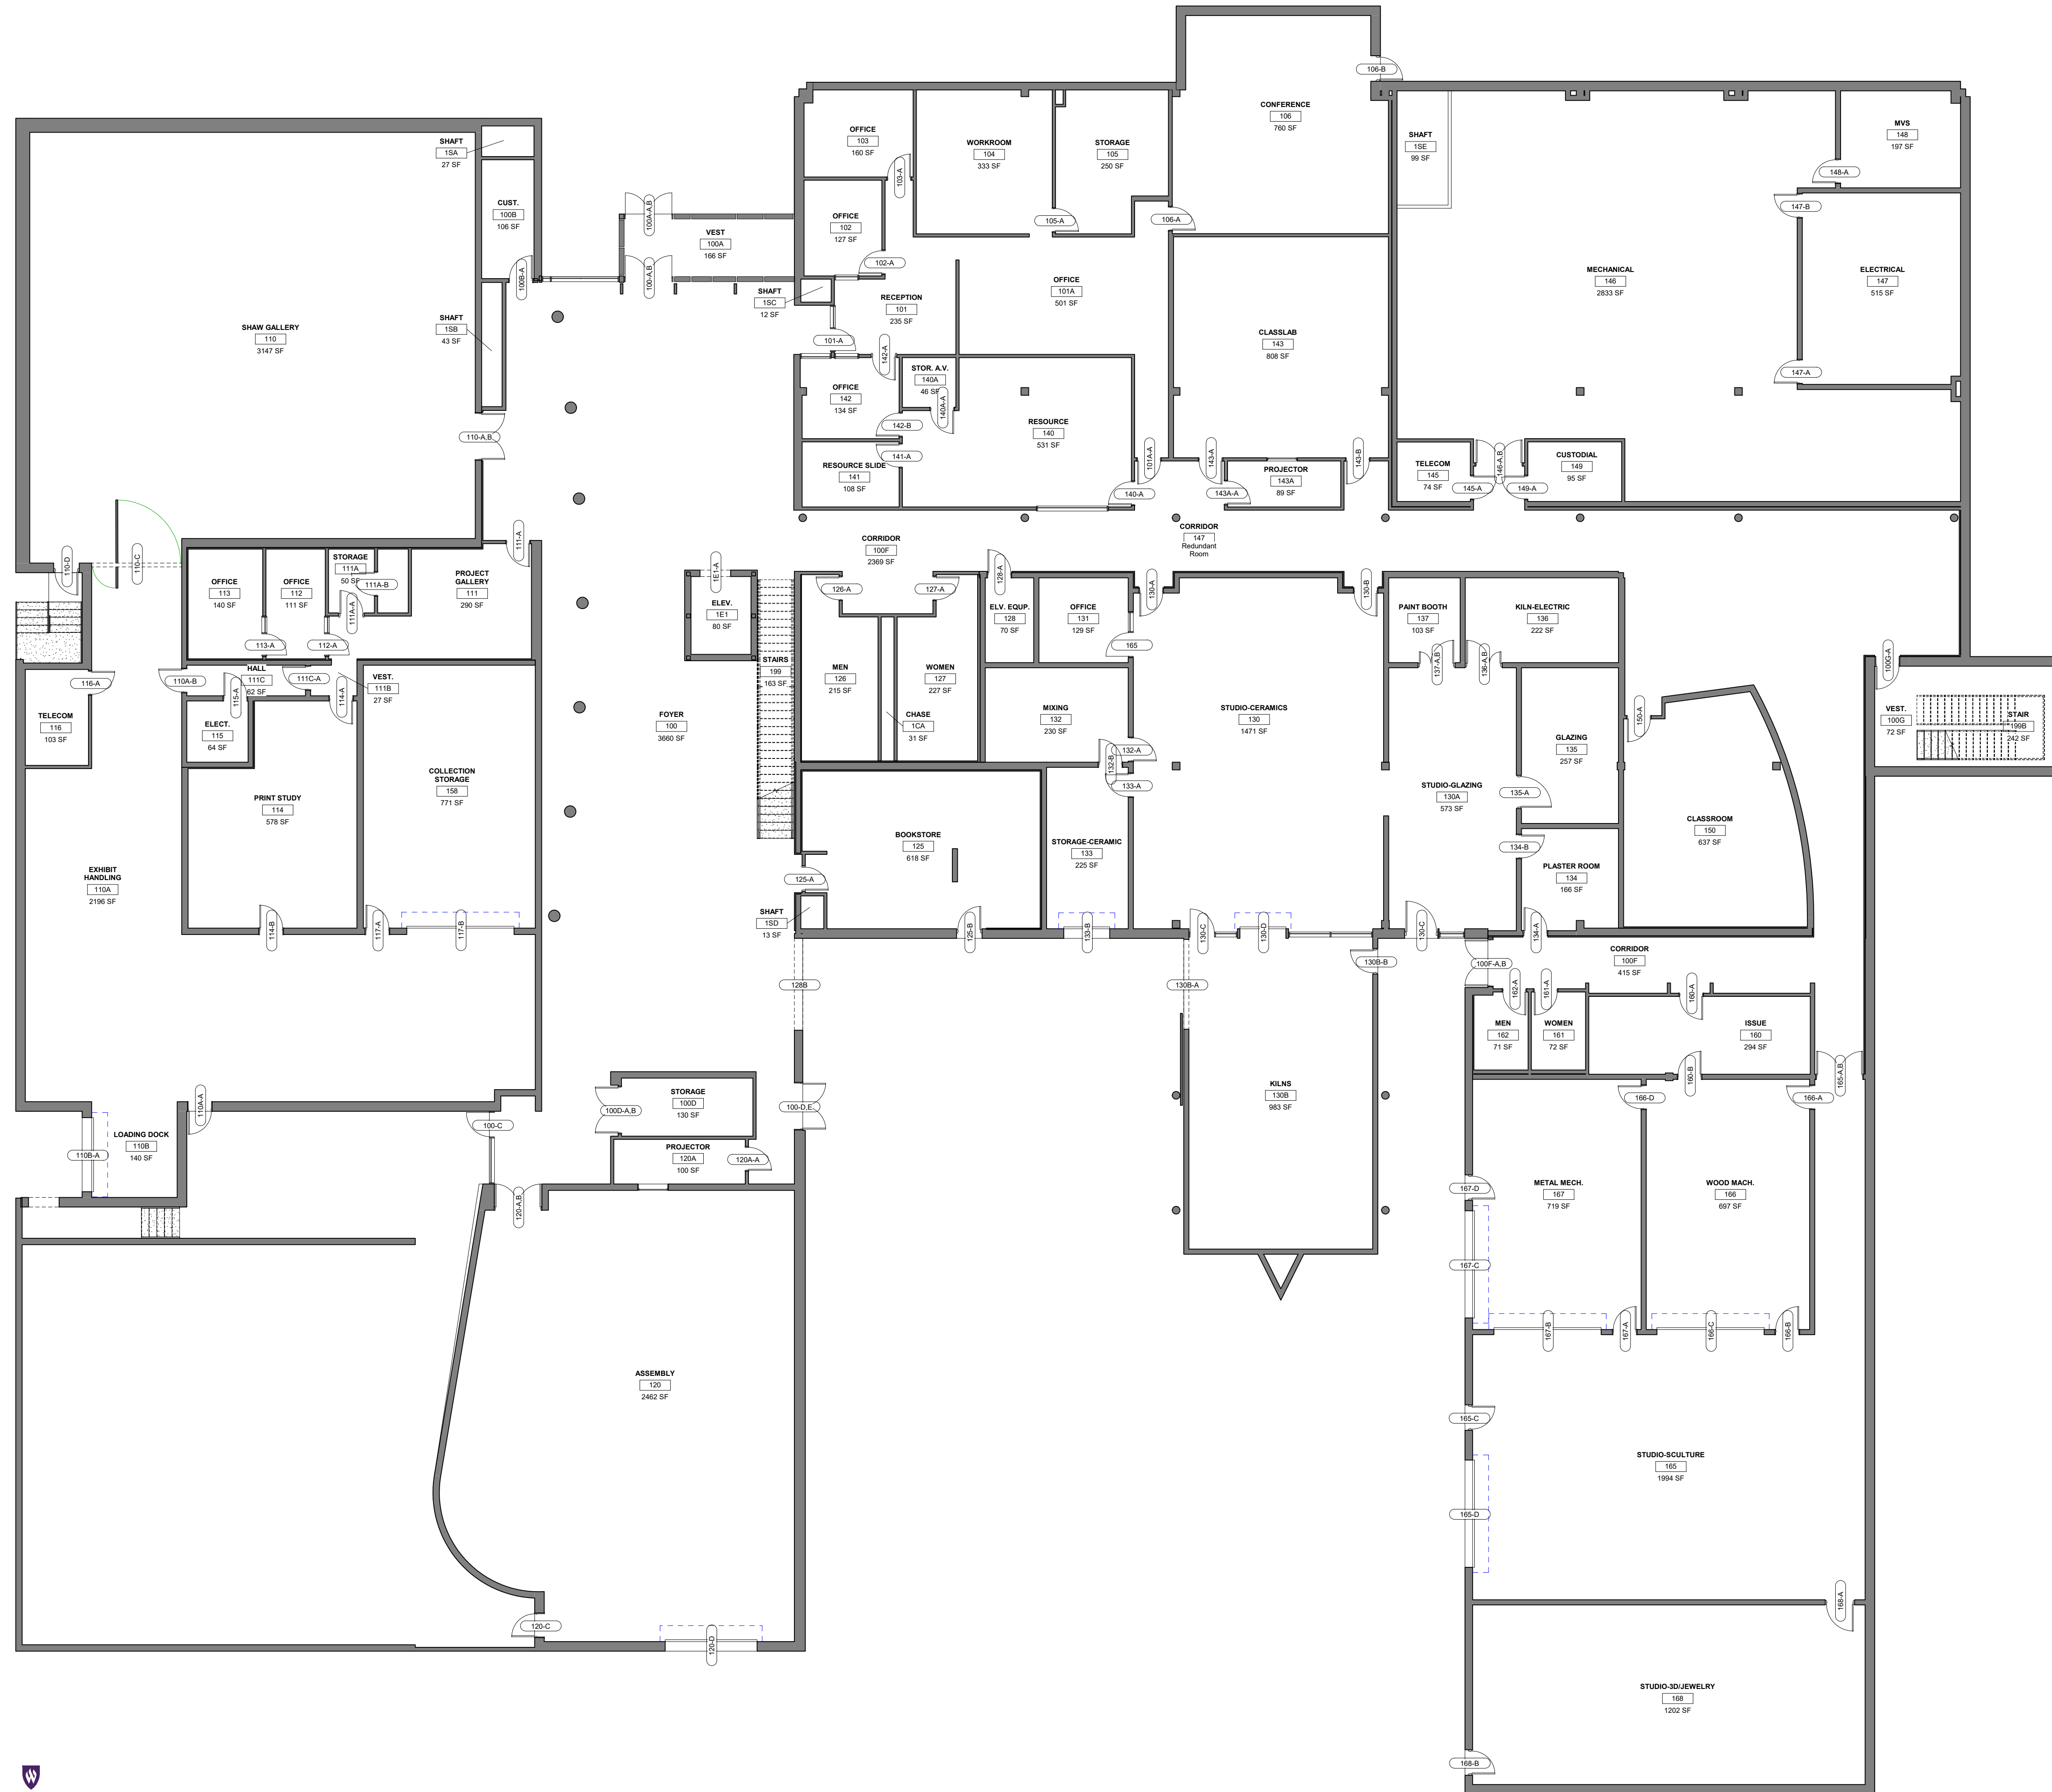 106-B
CONFERENCE
106
760 SF
OFFICE
103
160 SF
WORKROOM
104
333 SF
STORAGE
105
250 SF
SHAFT
1SE
99 SF
MVS
148
197 SF
SHAFT
1SA
27 SF
103-A
148-A
CUST.
100B
106 SF
100A-A,B
VEST
100A
166 SF
OFFICE
102
127 SF
105-A
106-A
147-B
102-A
100B-A
100-A,B
MECHANICAL
146
2833 SF
ELECTRICAL
147
515 SF
OFFICE
101A
501 SF
SHAFT
1SC
12 SF
RECEPTION
101
235 SF
SHAFT
1SB
43 SF
SHAW GALLERY
110
3147 SF
101-A
142-A
CLASSLAB
143
808 SF
147-A
STOR. A.V.
140A
46 SF
140A-A
OFFICE
142
134 SF
142-B
RESOURCE
140
531 SF
110-A,B
141-A
RESOURCE SLIDE
141
108 SF
101A-A
143-A
143-B
PROJECTOR
143A
89 SF
140-A
143A-A
TELECOM
145
74 SF
146-A,B
CUSTODIAL
149
95 SF
145-A
149-A
CORRIDOR
147
Redundant
Room
CORRIDOR
100F
2369 SF
111-A
110-D
110-C
OFFICE
113
140 SF
OFFICE
112
111 SF
STORAGE
111A
50 SF
111A-B
111A-A
PROJECT
GALLERY
111
290 SF
1E1-A
ELEV.
1E1
80 SF
126-A
127-A
128-A
ELV. EQUP.
128
70 SF
OFFICE
131
129 SF
130-A
130-B
165
PAINT BOOTH
137
103 SF
KILN-ELECTRIC
136
222 SF
137-A,B
136-A,B
113-A
112-A
STAIRS
199
163 SF
MEN
126
215 SF
WOMEN
127
227 SF
100G-A
116-A
110A-B
HALL
111C
62 SF
111C-A
115-A
114-A
VEST.
111B
27 SF
TELECOM
116
103 SF
ELECT.
115
64 SF
FOYER
100
3660 SF
CHASE
1CA
31 SF
MIXING
132
230 SF
STUDIO-CERAMICS
130
1471 SF
150-A
VEST.
100G
72 SF
STAIR
199B
242 SF
132-A
132-B
133-A
GLAZING
135
257 SF
COLLECTION
STORAGE
158
771 SF
PRINT STUDY
114
578 SF
STUDIO-GLAZING
130A
573 SF
135-A
CLASSROOM
150
637 SF
BOOKSTORE
125
618 SF
STORAGE-CERAMIC
133
225 SF
134-B
PLASTER ROOM
134
166 SF
EXHIBIT
HANDLING
110A
2196 SF
125-A
SHAFT
1SD
13 SF
114-B
117-A
117-B
125-B
133-B
130-C
130-D
130-C
134-A
CORRIDOR
100F
415 SF
128B
130B-A
130B-B
100F-A,B
162-A
161-A
160-A
MEN
162
71 SF
WOMEN
161
72 SF
ISSUE
160
294 SF
160-B
165-A,B
KILNS
130B
983 SF
STORAGE
100D
130 SF
100D-A,B
100-D,E
166-D
166-A
110A-A
100-C
LOADING DOCK
110B
140 SF
110B-A
PROJECTOR
120A
100 SF
120A-A
120-A,B
METAL MECH.
167
719 SF
WOOD MACH.
166
697 SF
167-D
167-C
167-B
167-A
166-C
166-B
ASSEMBLY
120
2462 SF
165-C
STUDIO-SCULTURE
165
1994 SF
165-D
120-C
120-D
168-A
STUDIO-3D/JEWELRY
168
1202 SF
168-B